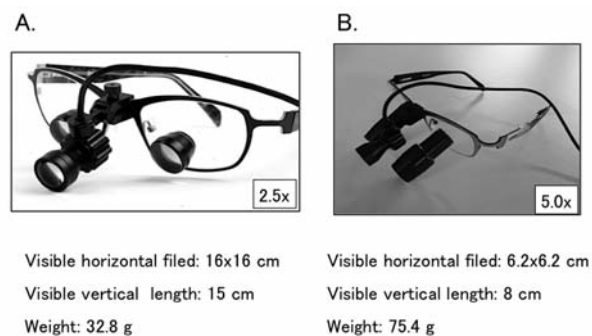 A.
B.
2.5x
5.0x
Visible horizontal filed: 16x16 cm
Visible vertical length: 15 cm
Weight: 32.8 g
Visible horizontal filed: 6.2x6.2 cm
Visible vertical length: 8 cm
Weight: 75.4 g